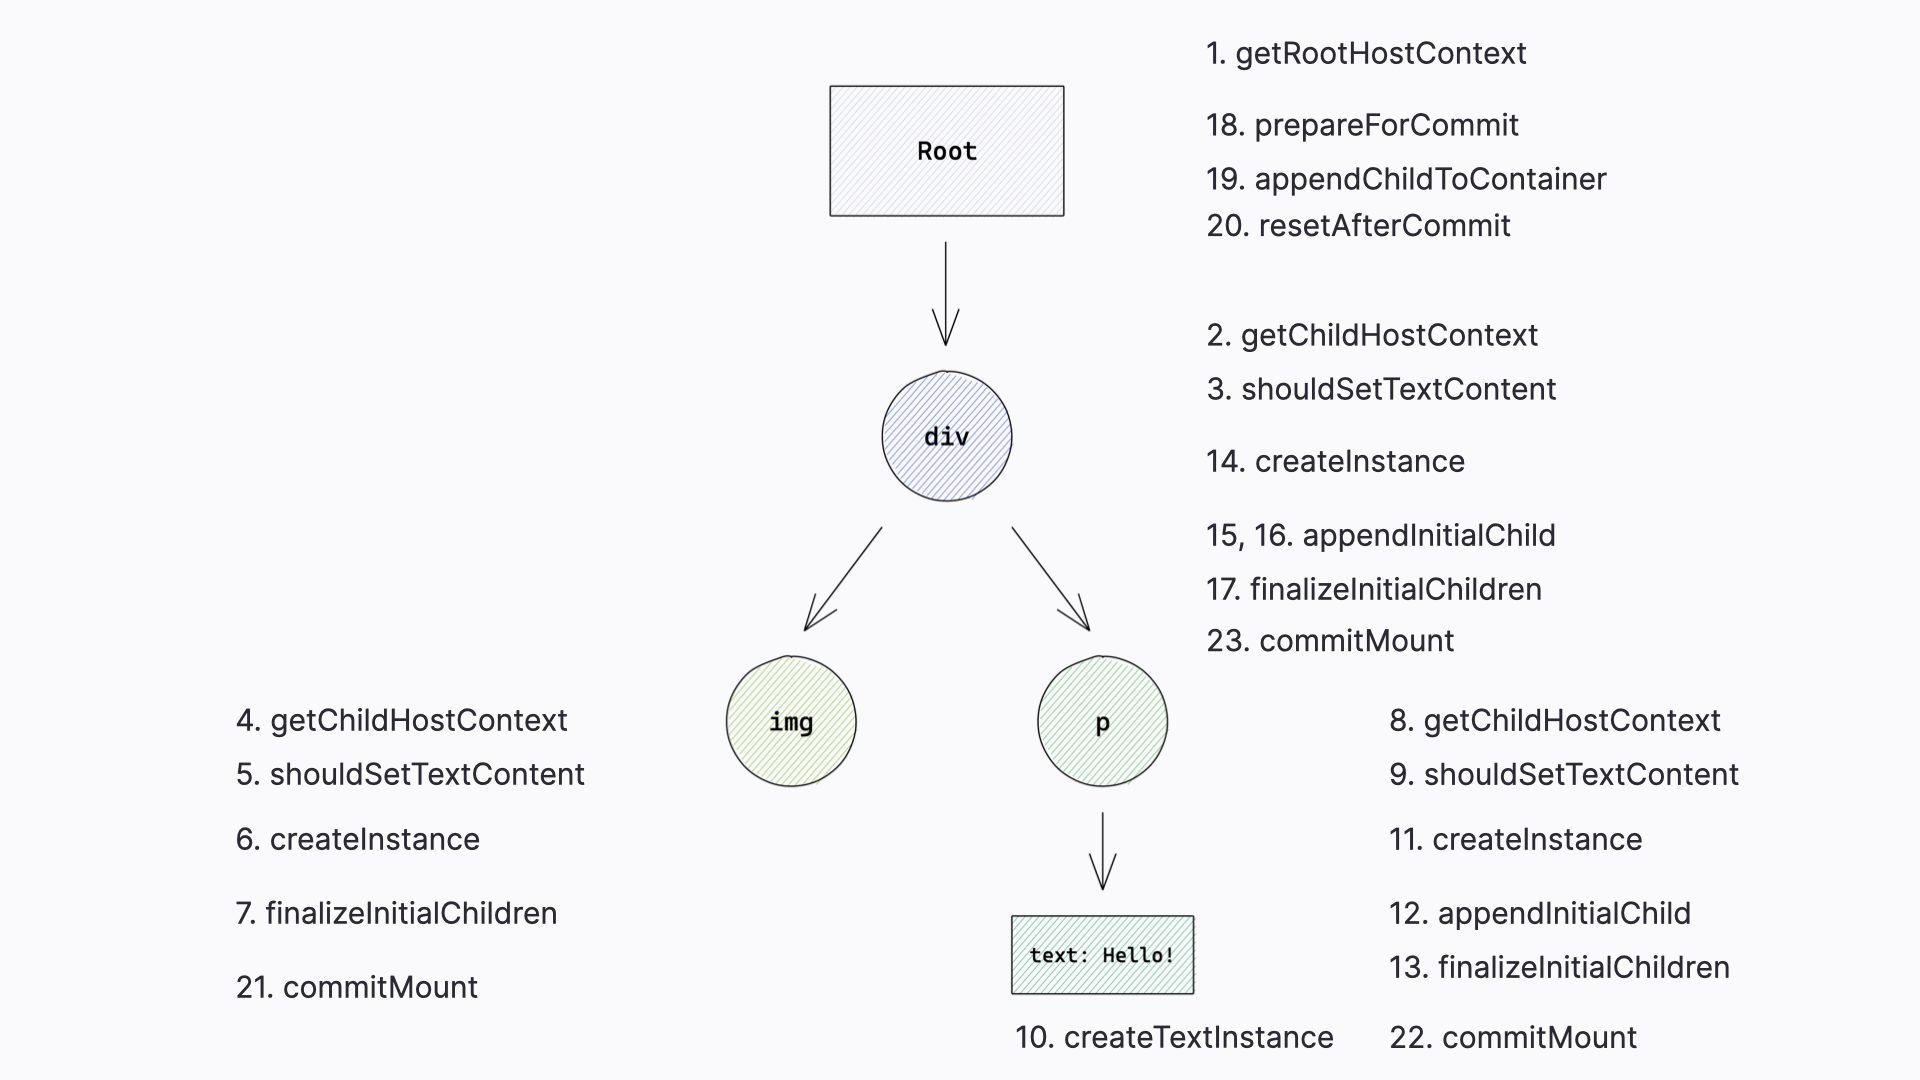 1. getRootHostContext
Root
18. prepareForCommit
19. appendChildToContainer
20. resetAfterCommit
2. getChildHostContext
3. shouldSetTextContent
div
14. createInstance
15, 16. appendInitialChild
17. finalizeInitialChildren
23. commitMount
4. getChildHostContext
5. shouldSetTextContent
6. createInstance
7. finalizeInitialChildren
21. commitMount
img
p
8. getChildHostContext
9. shouldSetTextContent
11. createInstance
12. appendInitialChild
13. finalizeInitialChildren
22. commitMount
text: Hello!
10. createTextInstance